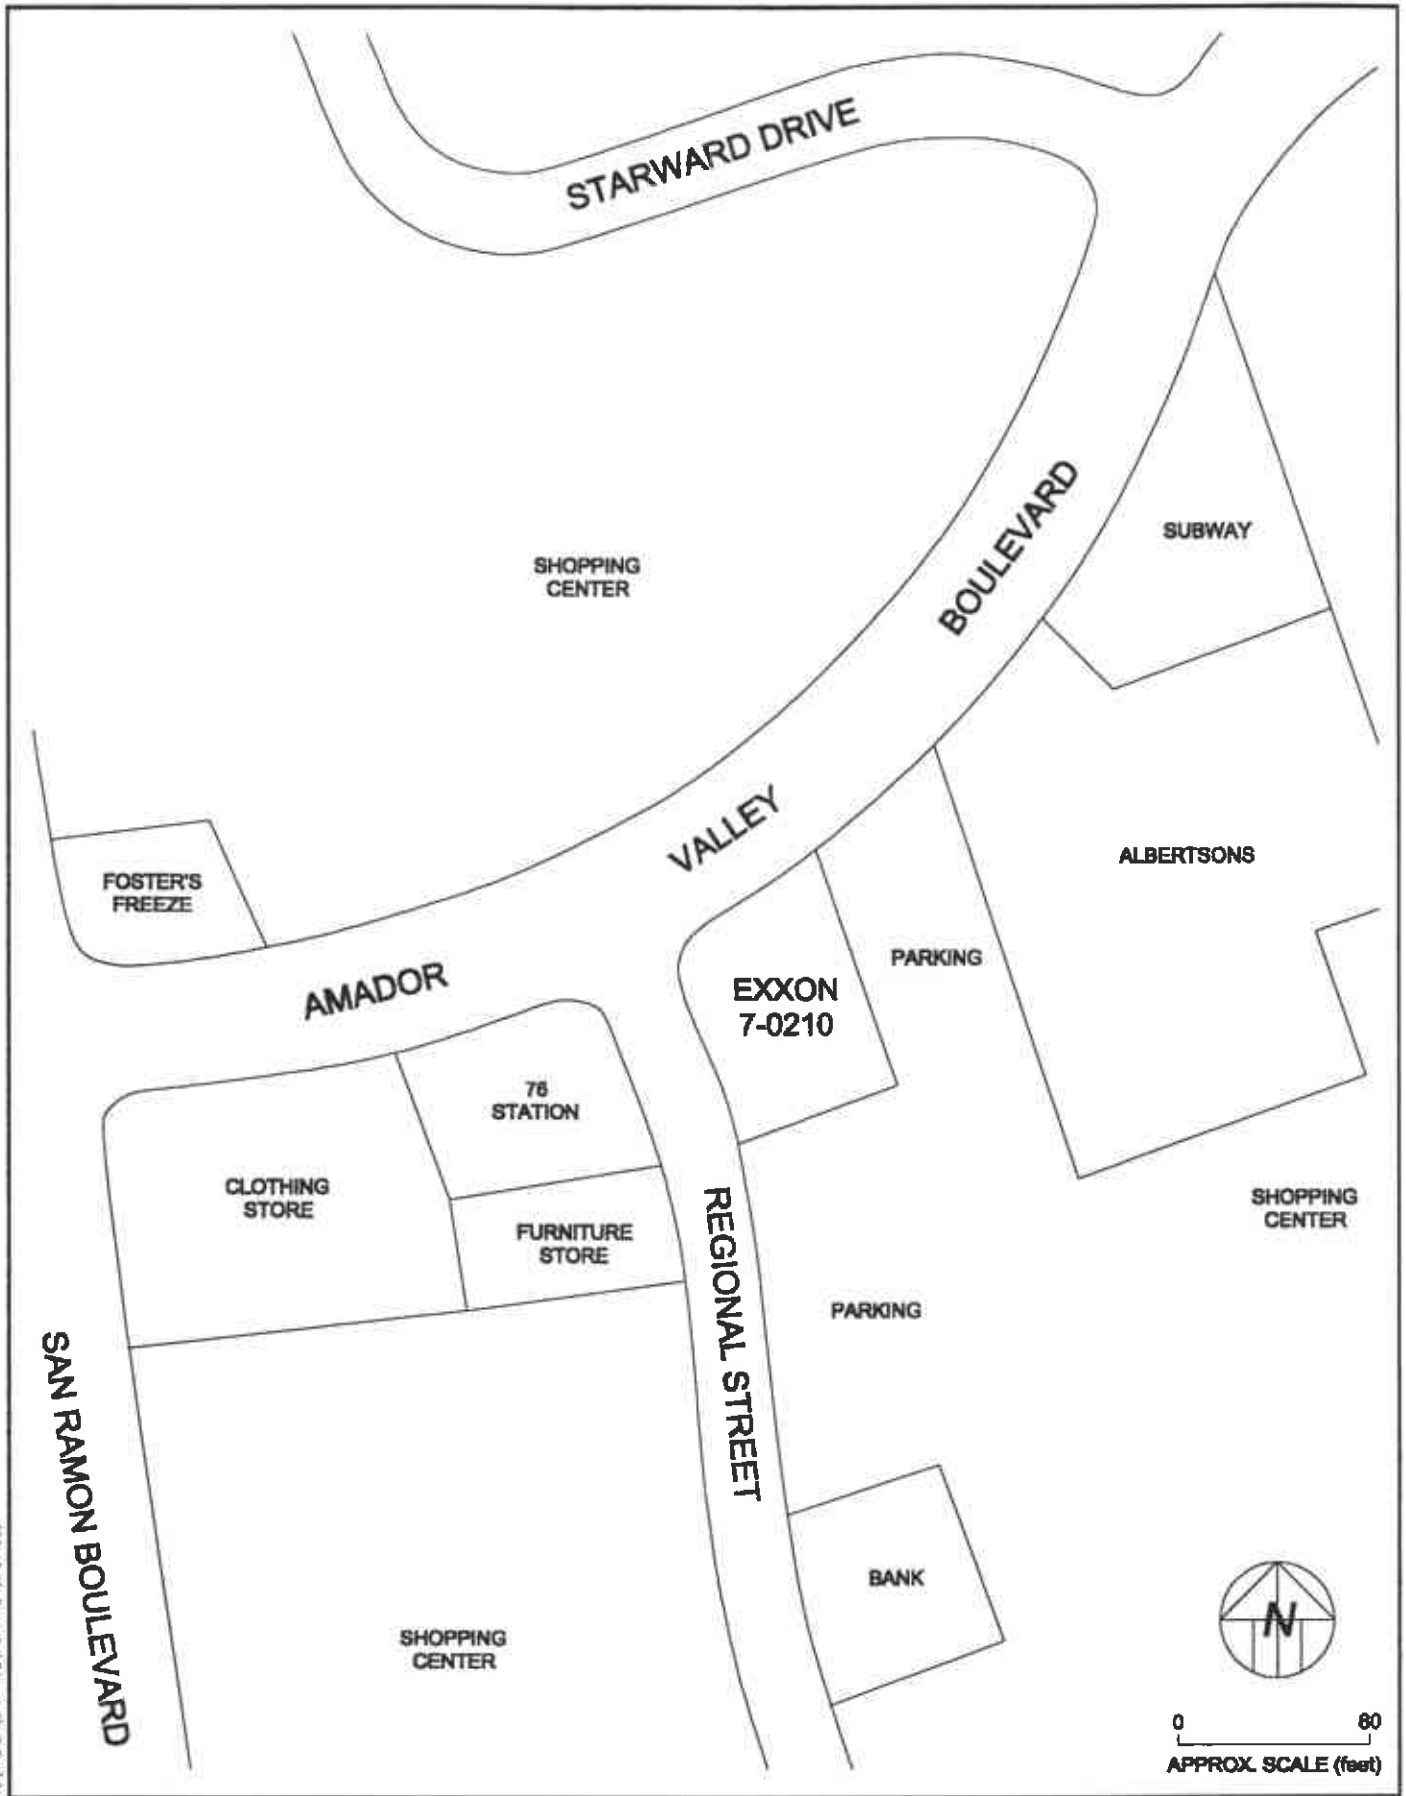 STARWARD DRIVE
SHOPPING
CENTER
BOULEVARD
SUBWAY
VALLEY
ALBERTSONS
FOSTER'S
FREEZE
AMADOR
EXXON
7-0210
PARKING
76
STATION
CLOTHING
STORE
FURNITURE
STORE
REGIONAL STREET
SHOPPING
CENTER
PARKING
SAN RAMON BOULEVARD
BANK
SHOPPING
CENTER
N
0 80
APPROX. SCALE (feet)